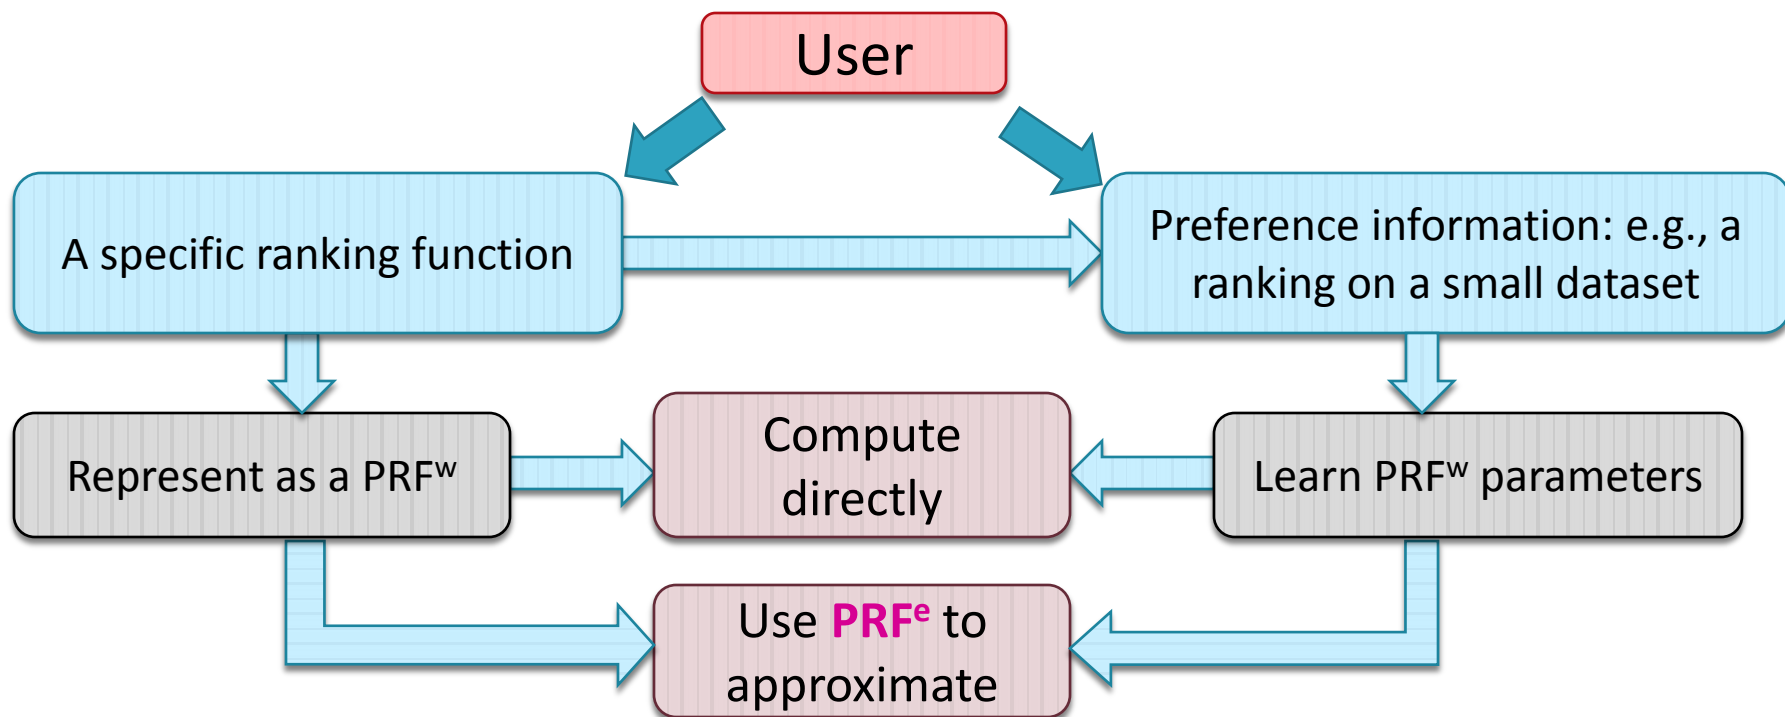 User
A specific ranking function
Preference information: e.g., a
ranking on a small dataset
Represent as a PRFʷ
Compute
directly
Learn PRFʷ parameters
Use PRFᵉ to
approximate